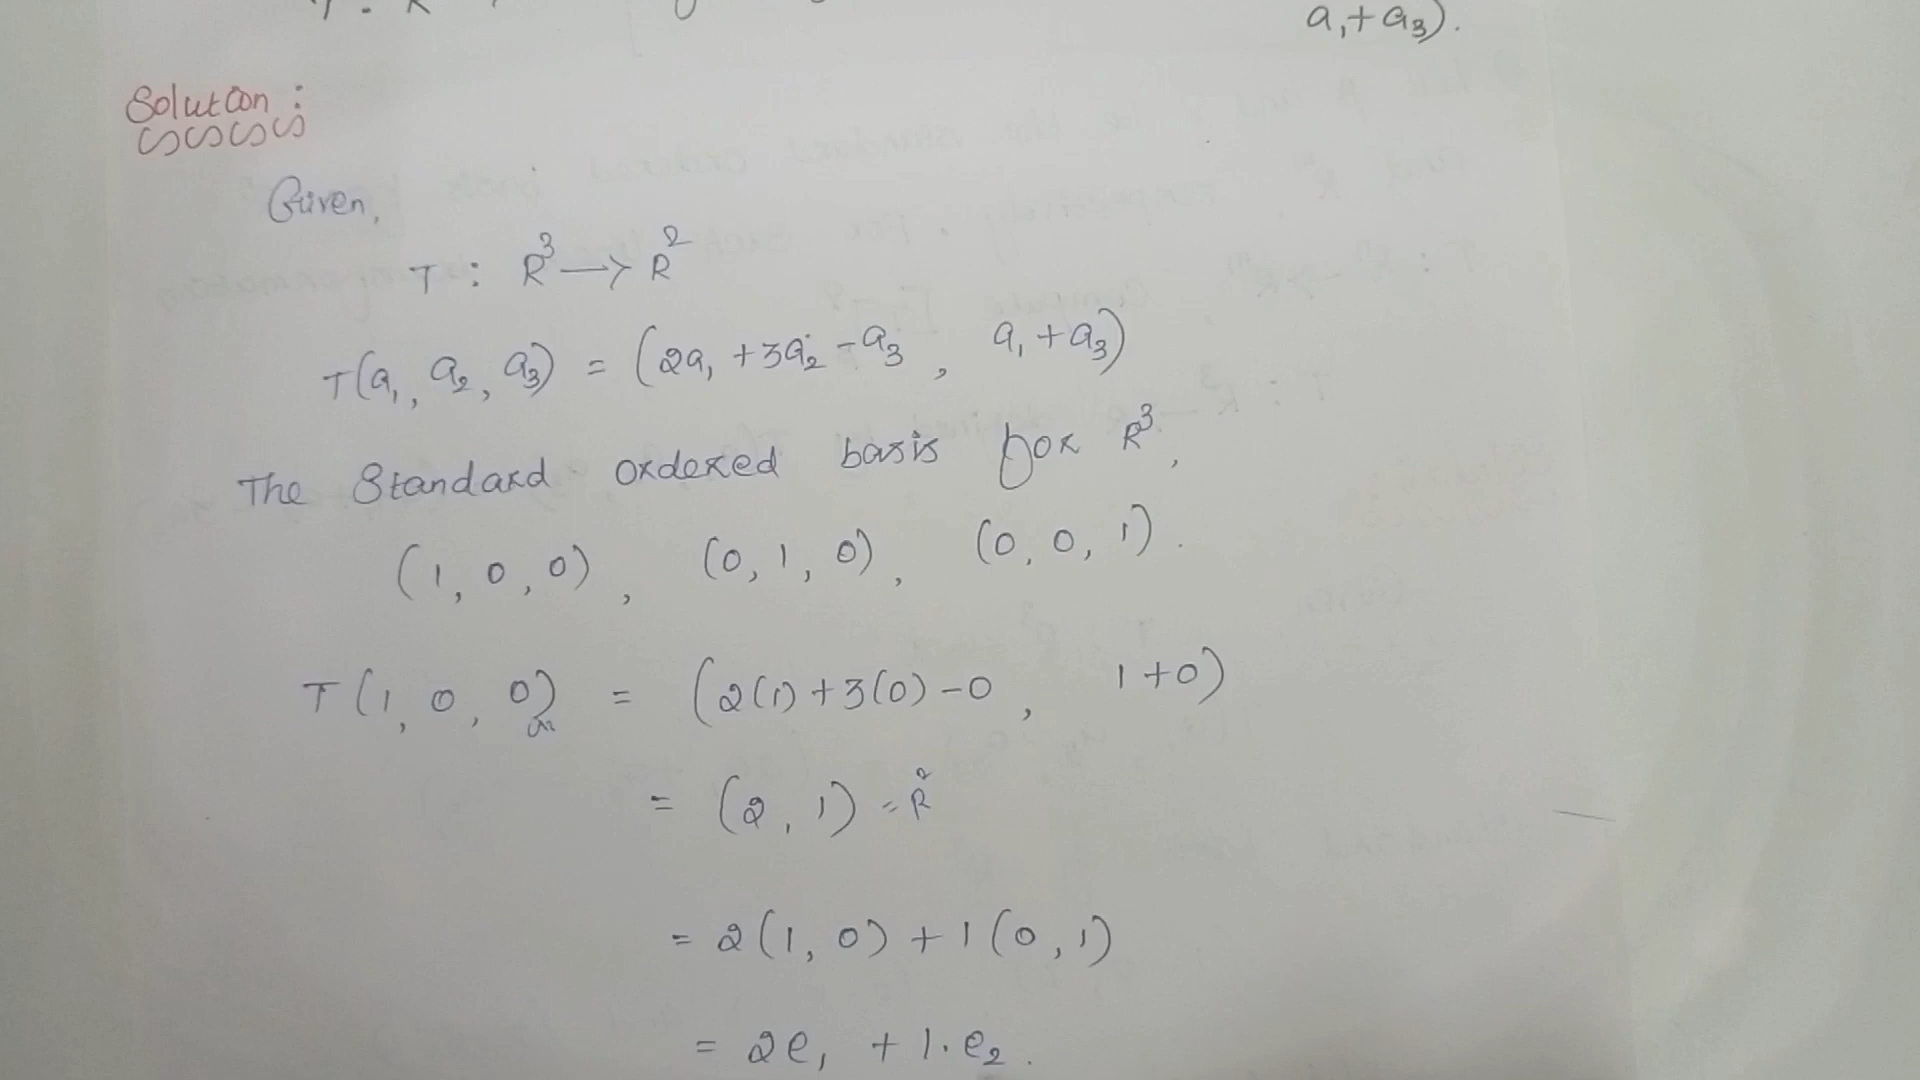 a₁+a₃).
Solution:
Given,
T : R³ → R²
T(a₁, a₂, a₃) = (2a₁ +3a₂ -a₃, a₁ +a₃)
The Standard ordered basis for R³,
(1, 0, 0), (0, 1, 0), (0, 0, 1).
T(1, 0, 0) = (2(1)+3(0)-0, 1+0)
= (2, 1) = R²
= 2(1, 0) + 1(0, 1)
= 2e₁ + 1.e₂.